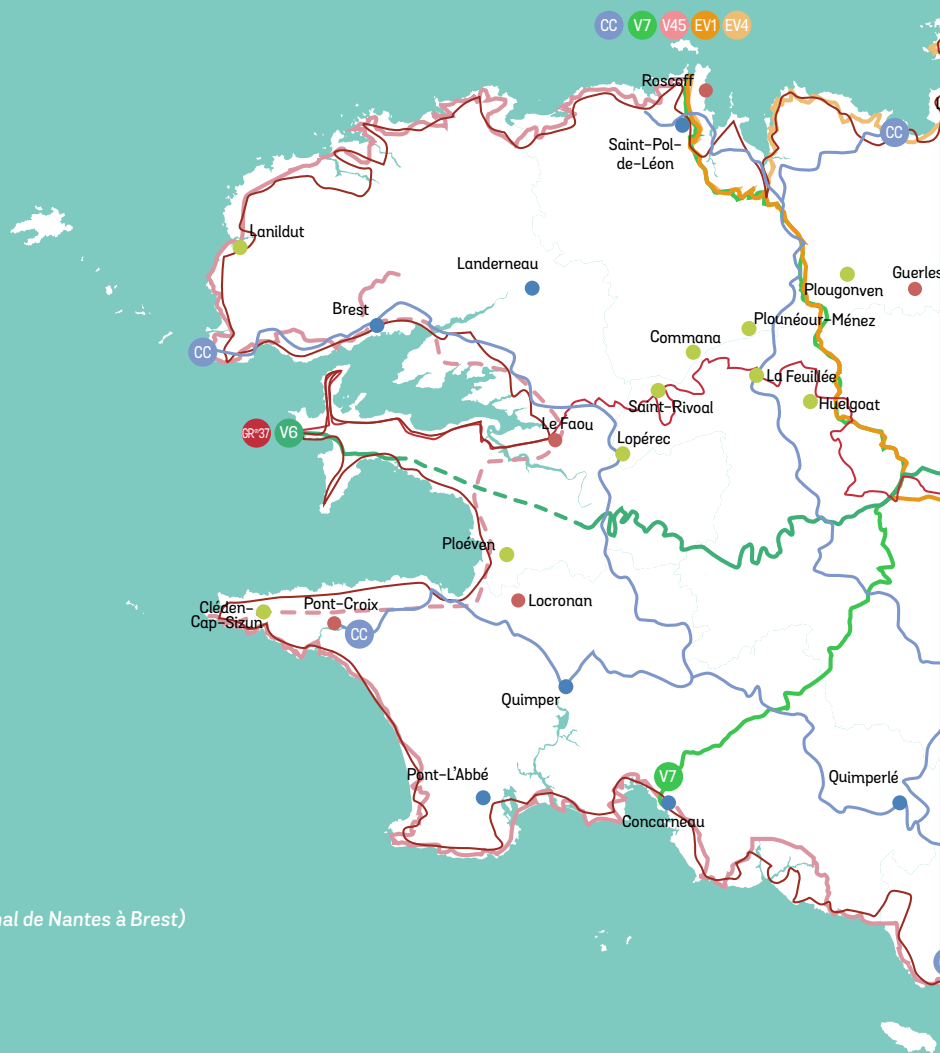 CC V7 V45 EV1 EV4
Roscoff
Saint-Pol-
de-Léon
CC
Lanildut
Landerneau
Guerles
Plougonven
Brest
Plounéour-Ménez
Commana
CC
La Feuillée
Saint-Rivoal
Huelgoat
GR®37 V6
Le Faou
Lopérec
Ploéven
Cléden-
Cap-Sizun
Pont-Croix
Locronan
CC
Quimper
Pont-L'Abbé
V7
Quimperlé
Concarneau
nal de Nantes à Brest)